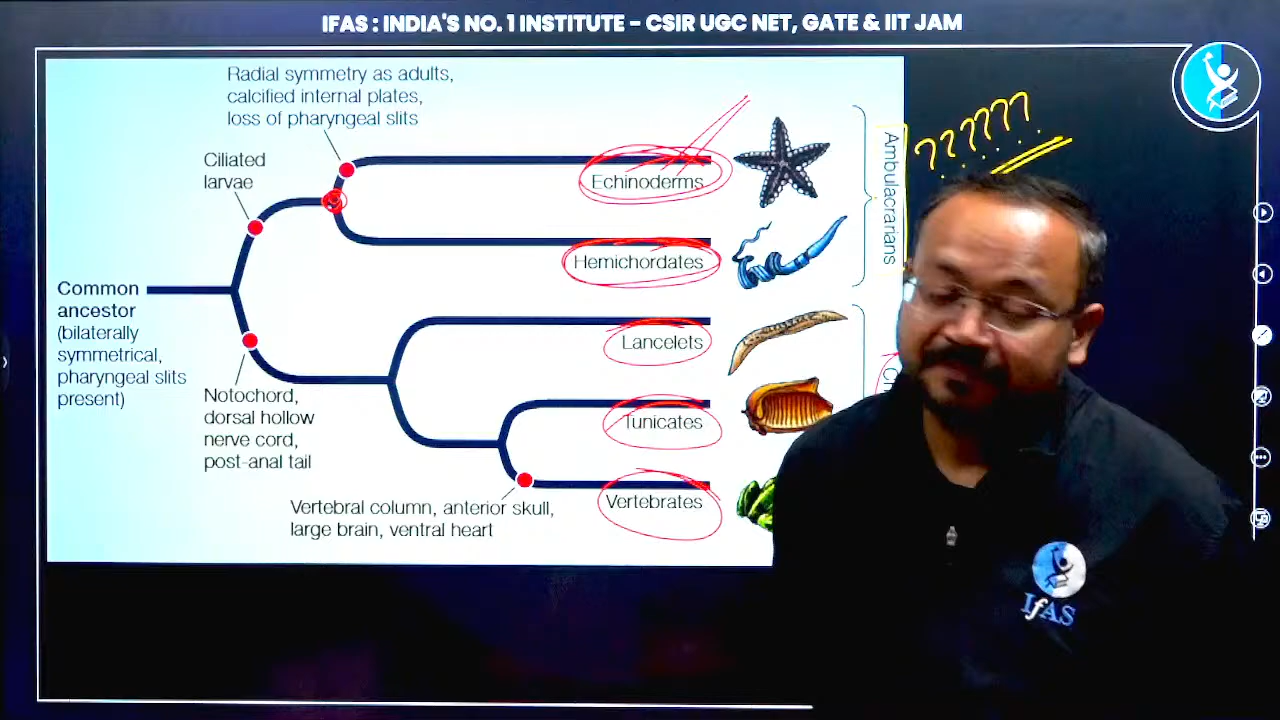 IFAS : INDIA'S NO. 1 INSTITUTE – CSIR UGC NET, GATE & IIT JAM
Radial symmetry as adults,
calcified internal plates,
loss of pharyngeal slits
??????
Ciliated
larvae
Echinoderms
Ambulacrarians
Hemichordates
Common
ancestor
(bilaterally
symmetrical,
pharyngeal slits
present)
Lancelets
Notochord,
dorsal hollow
nerve cord,
post-anal tail
Tunicates
Vertebrates
Vertebral column, anterior skull,
large brain, ventral heart
IfAS